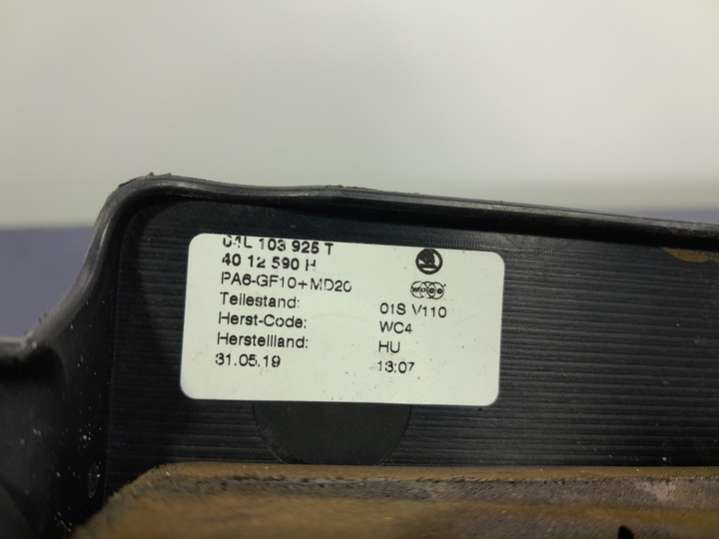 04L 103 925 T
40 12 590 H
PA6-GF10+MD20
Teilestand: 01S V110
Herst-Code: WC4
Herstellland: HU
31.05.19 13:07